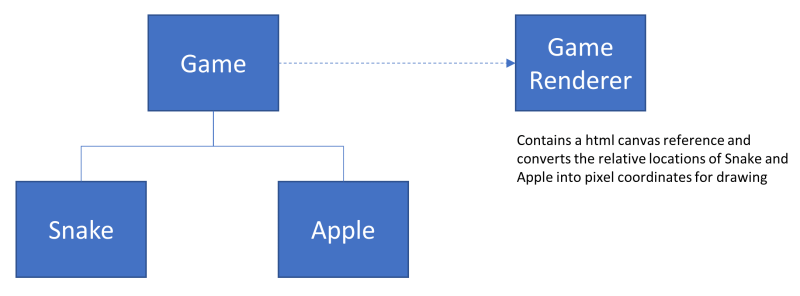 Game
Game
Renderer
Contains a html canvas reference and
converts the relative locations of Snake and
Apple into pixel coordinates for drawing
Snake
Apple